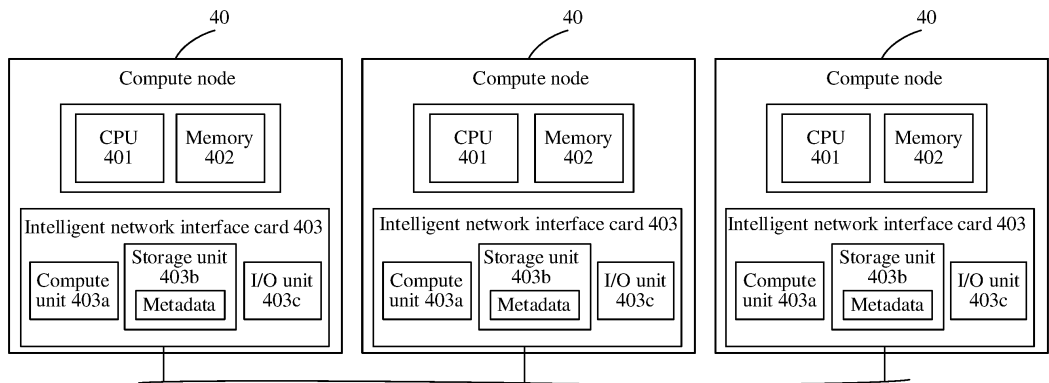 40 40 40
Compute node Compute node Compute node
CPU
401
Memory
402
CPU
401
Memory
402
CPU
401
Memory
402
Intelligent network interface card 403
Compute
unit 403a
Storage unit
403b
Metadata
I/O unit
403c
Intelligent network interface card 403
Compute
unit 403a
Storage unit
403b
Metadata
I/O unit
403c
Intelligent network interface card 403
Compute
unit 403a
Storage unit
403b
Metadata
I/O unit
403c